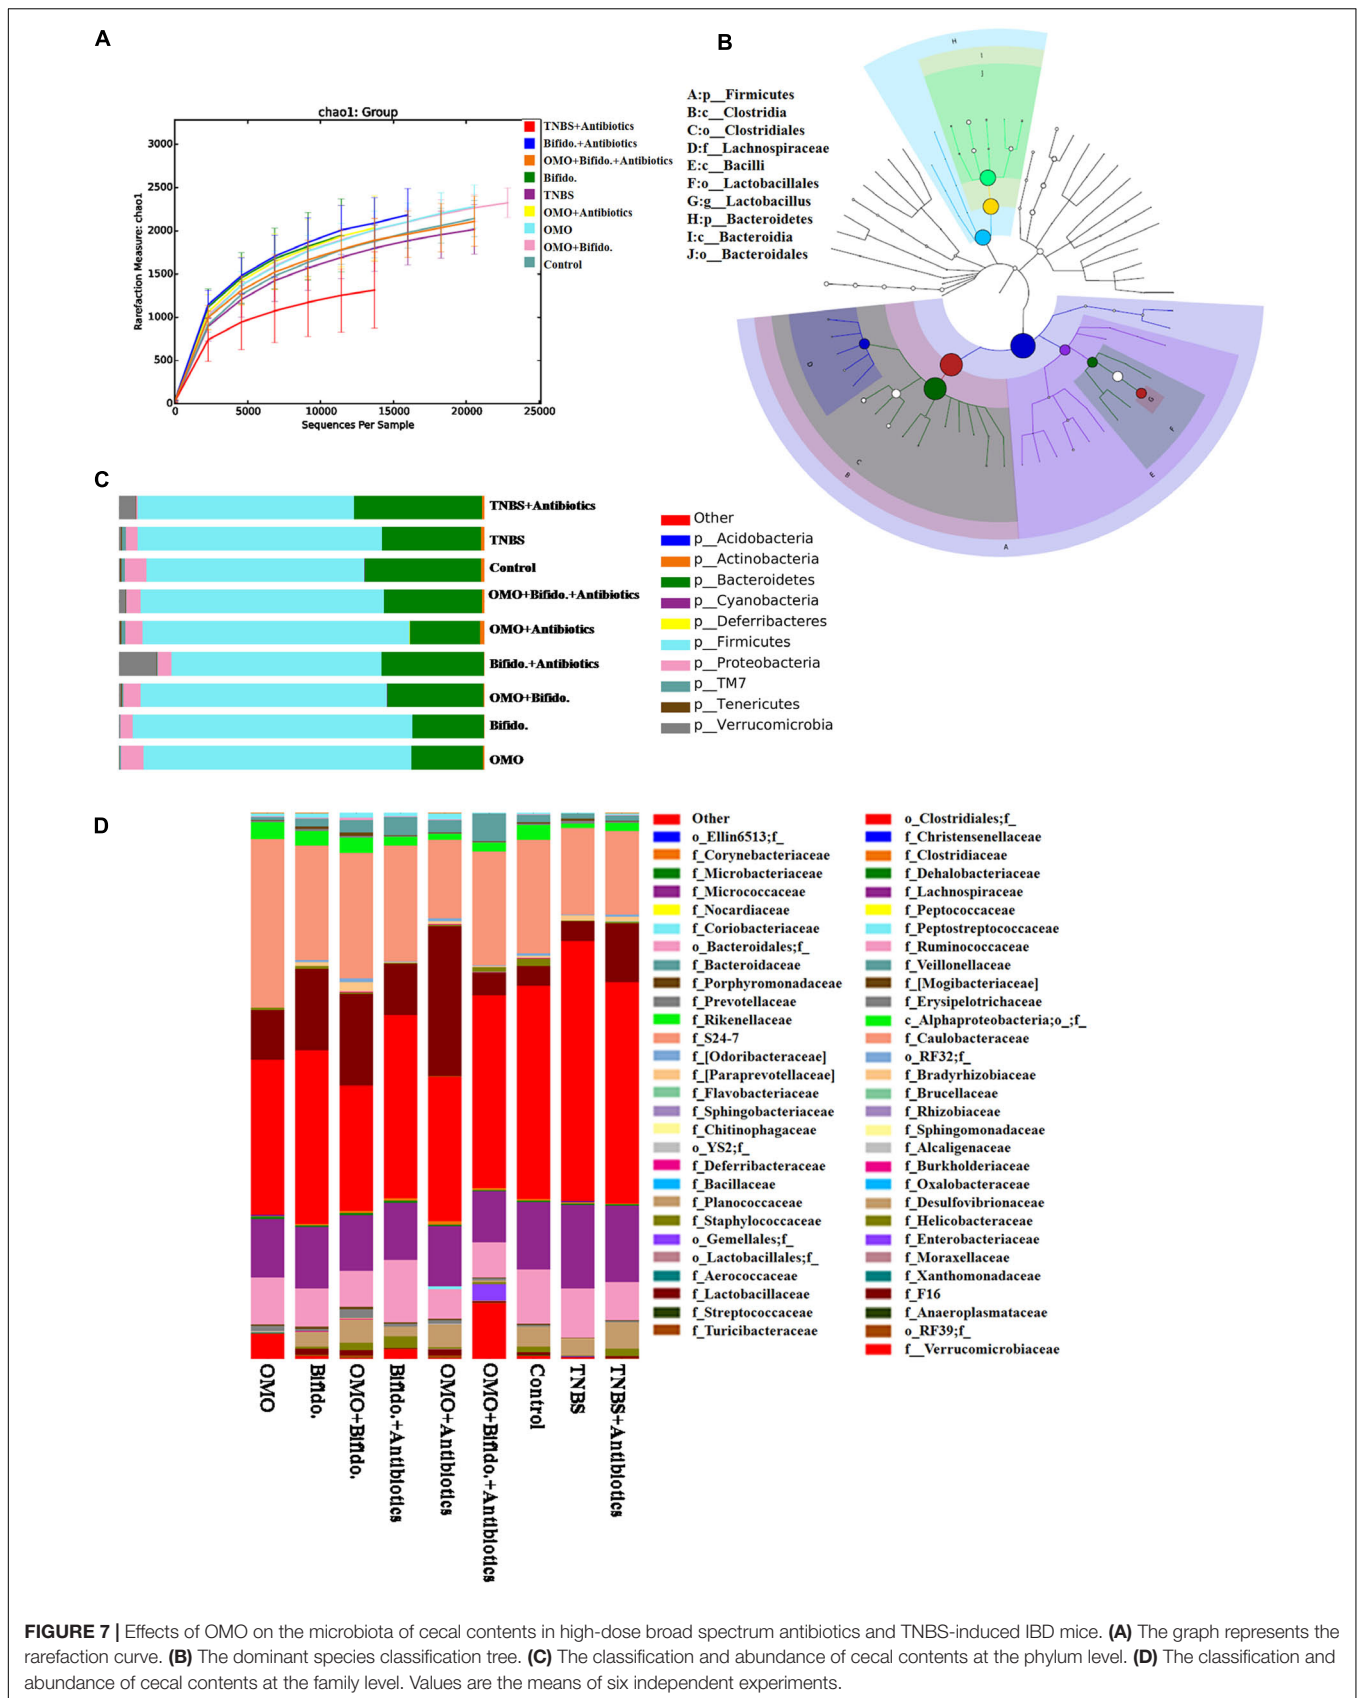 A
chao1: Group
Rarefaction Measure: chao1
3000
2500
2000
1500
1000
500
0
0 5000 10000 15000 20000 25000
Sequences Per Sample
TNBS+Antibiotics
Bifido.+Antibiotics
OMO+Bifido.+Antibiotics
Bifido.
TNBS
OMO+Antibiotics
OMO
OMO+Bifido.
Control
B
A:p__Firmicutes
B:c__Clostridia
C:o__Clostridiales
D:f__Lachnospiraceae
E:c__Bacilli
F:o__Lactobacillales
G:g__Lactobacillus
H:p__Bacteroidetes
I:c__Bacteroidia
J:o__Bacteroidales
H
I
J
D
C
B
A
E
F
G
C
TNBS+Antibiotics
TNBS
Control
OMO+Bifido.+Antibiotics
OMO+Antibiotics
Bifido.+Antibiotics
OMO+Bifido.
Bifido.
OMO
Other
p__Acidobacteria
p__Actinobacteria
p__Bacteroidetes
p__Cyanobacteria
p__Deferribacteres
p__Firmicutes
p__Proteobacteria
p__TM7
p__Tenericutes
p__Verrucomicrobia
D
OMO
Bifido.
OMO+Bifido.
Bifido.+Antibiotics
OMO+Antibiotics
OMO+Bifido.+Antibiotics
Control
TNBS
TNBS+Antibiotics
Other
o_Ellin6513;f_
f_Corynebacteriaceae
f_Microbacteriaceae
f_Micrococcaceae
f_Nocardiaceae
f_Coriobacteriaceae
o_Bacteroidales;f_
f_Bacteroidaceae
f_Porphyromonadaceae
f_Prevotellaceae
f_Rikenellaceae
f_S24-7
f_[Odoribacteraceae]
f_[Paraprevotellaceae]
f_Flavobacteriaceae
f_Sphingobacteriaceae
f_Chitinophagaceae
o_YS2;f_
f_Deferribacteraceae
f_Bacillaceae
f_Planococcaceae
f_Staphylococcaceae
o_Gemellales;f_
o_Lactobacillales;f_
f_Aerococcaceae
f_Lactobacillaceae
f_Streptococcaceae
f_Turicibacteraceae
o_Clostridiales;f_
f_Christensenellaceae
f_Clostridiaceae
f_Dehalobacteriaceae
f_Lachnospiraceae
f_Peptococcaceae
f_Peptostreptococcaceae
f_Ruminococcaceae
f_Veillonellaceae
f_[Mogibacteriaceae]
f_Erysipelotrichaceae
c_Alphaproteobacteria;o_;f_
f_Caulobacteraceae
o_RF32;f_
f_Bradyrhizobiaceae
f_Brucellaceae
f_Rhizobiaceae
f_Sphingomonadaceae
f_Alcaligenaceae
f_Burkholderiaceae
f_Oxalobacteraceae
f_Desulfovibrionaceae
f_Helicobacteraceae
f_Enterobacteriaceae
f_Moraxellaceae
f_Xanthomonadaceae
f_F16
f_Anaeroplasmataceae
o_RF39;f_
f__Verrucomicrobiaceae
FIGURE 7 | Effects of OMO on the microbiota of cecal contents in high-dose broad spectrum antibiotics and TNBS-induced IBD mice. (A) The graph represents the
rarefaction curve. (B) The dominant species classification tree. (C) The classification and abundance of cecal contents at the phylum level. (D) The classification and
abundance of cecal contents at the family level. Values are the means of six independent experiments.